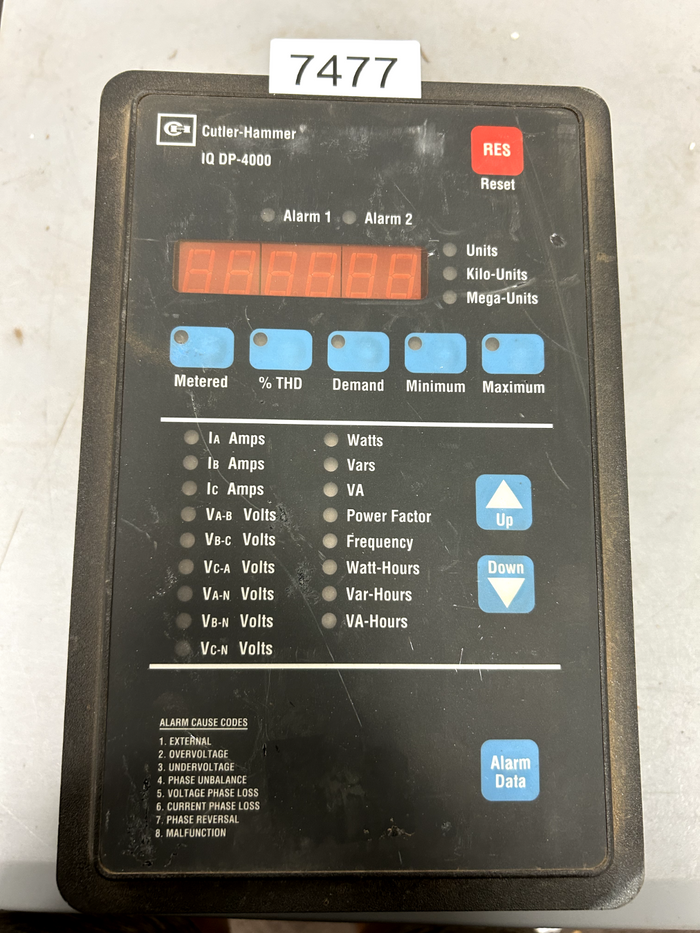 7477
Cutler-Hammer
IQ DP-4000
RES
Reset
Alarm 1 Alarm 2
Units
Kilo-Units
Mega-Units
Metered % THD Demand Minimum Maximum
IA Amps Watts
IB Amps Vars
IC Amps VA
VA-B Volts Power Factor
VB-C Volts Frequency
VC-A Volts Watt-Hours
VA-N Volts Var-Hours
VB-N Volts VA-Hours
VC-N Volts
Up
Down
ALARM CAUSE CODES
1. EXTERNAL
2. OVERVOLTAGE
3. UNDERVOLTAGE
4. PHASE UNBALANCE
5. VOLTAGE PHASE LOSS
6. CURRENT PHASE LOSS
7. PHASE REVERSAL
8. MALFUNCTION
Alarm
Data